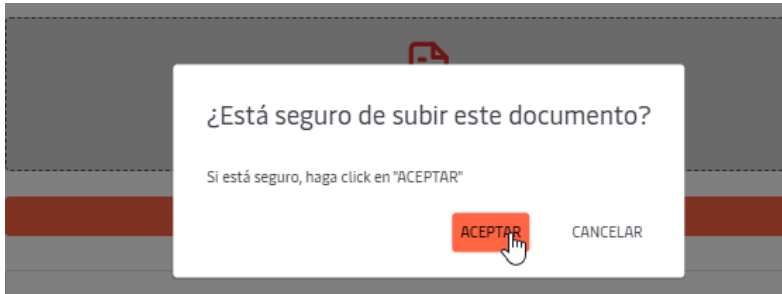 ¿Está seguro de subir este documento?
Si está seguro, haga click en "ACEPTAR"
ACEPTAR
CANCELAR